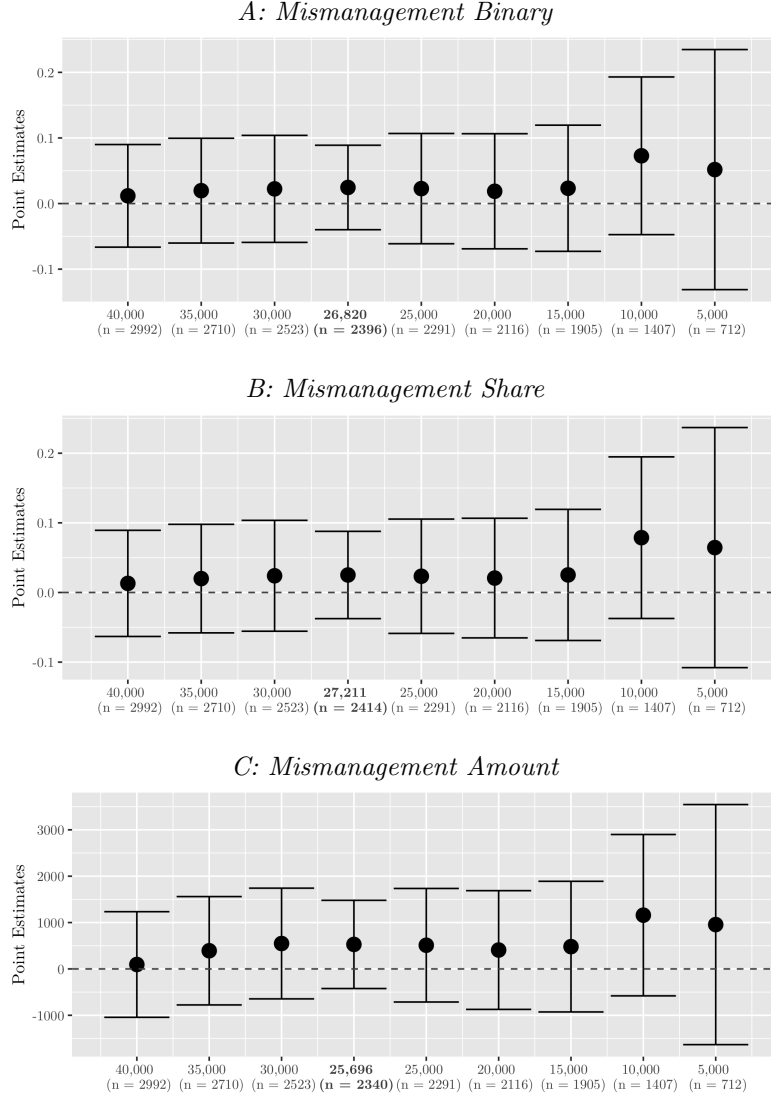 A: Mismanagement Binary
Point Estimates
0.2
0.1
0.0
-0.1
40,000 35,000 30,000 26,820 25,000 20,000 15,000 10,000 5,000
(n = 2992) (n = 2710) (n = 2523) (n = 2396) (n = 2291) (n = 2116) (n = 1905) (n = 1407) (n = 712)
B: Mismanagement Share
Point Estimates
0.2
0.1
0.0
-0.1
40,000 35,000 30,000 27,211 25,000 20,000 15,000 10,000 5,000
(n = 2992) (n = 2710) (n = 2523) (n = 2414) (n = 2291) (n = 2116) (n = 1905) (n = 1407) (n = 712)
C: Mismanagement Amount
Point Estimates
3000
2000
1000
0
-1000
40,000 35,000 30,000 25,696 25,000 20,000 15,000 10,000 5,000
(n = 2992) (n = 2710) (n = 2523) (n = 2340) (n = 2291) (n = 2116) (n = 1905) (n = 1407) (n = 712)